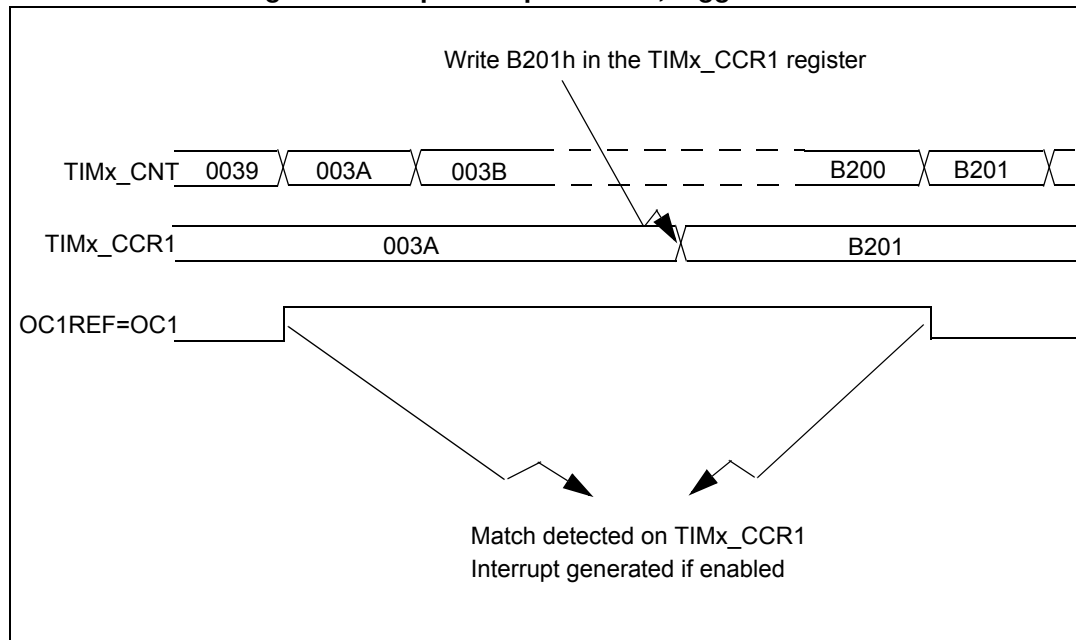 Write B201h in the TIMx_CCR1 register
TIMx_CNT 0039 003A 003B B200 B201
TIMx_CCR1 003A B201
OC1REF=OC1
Match detected on TIMx_CCR1
Interrupt generated if enabled